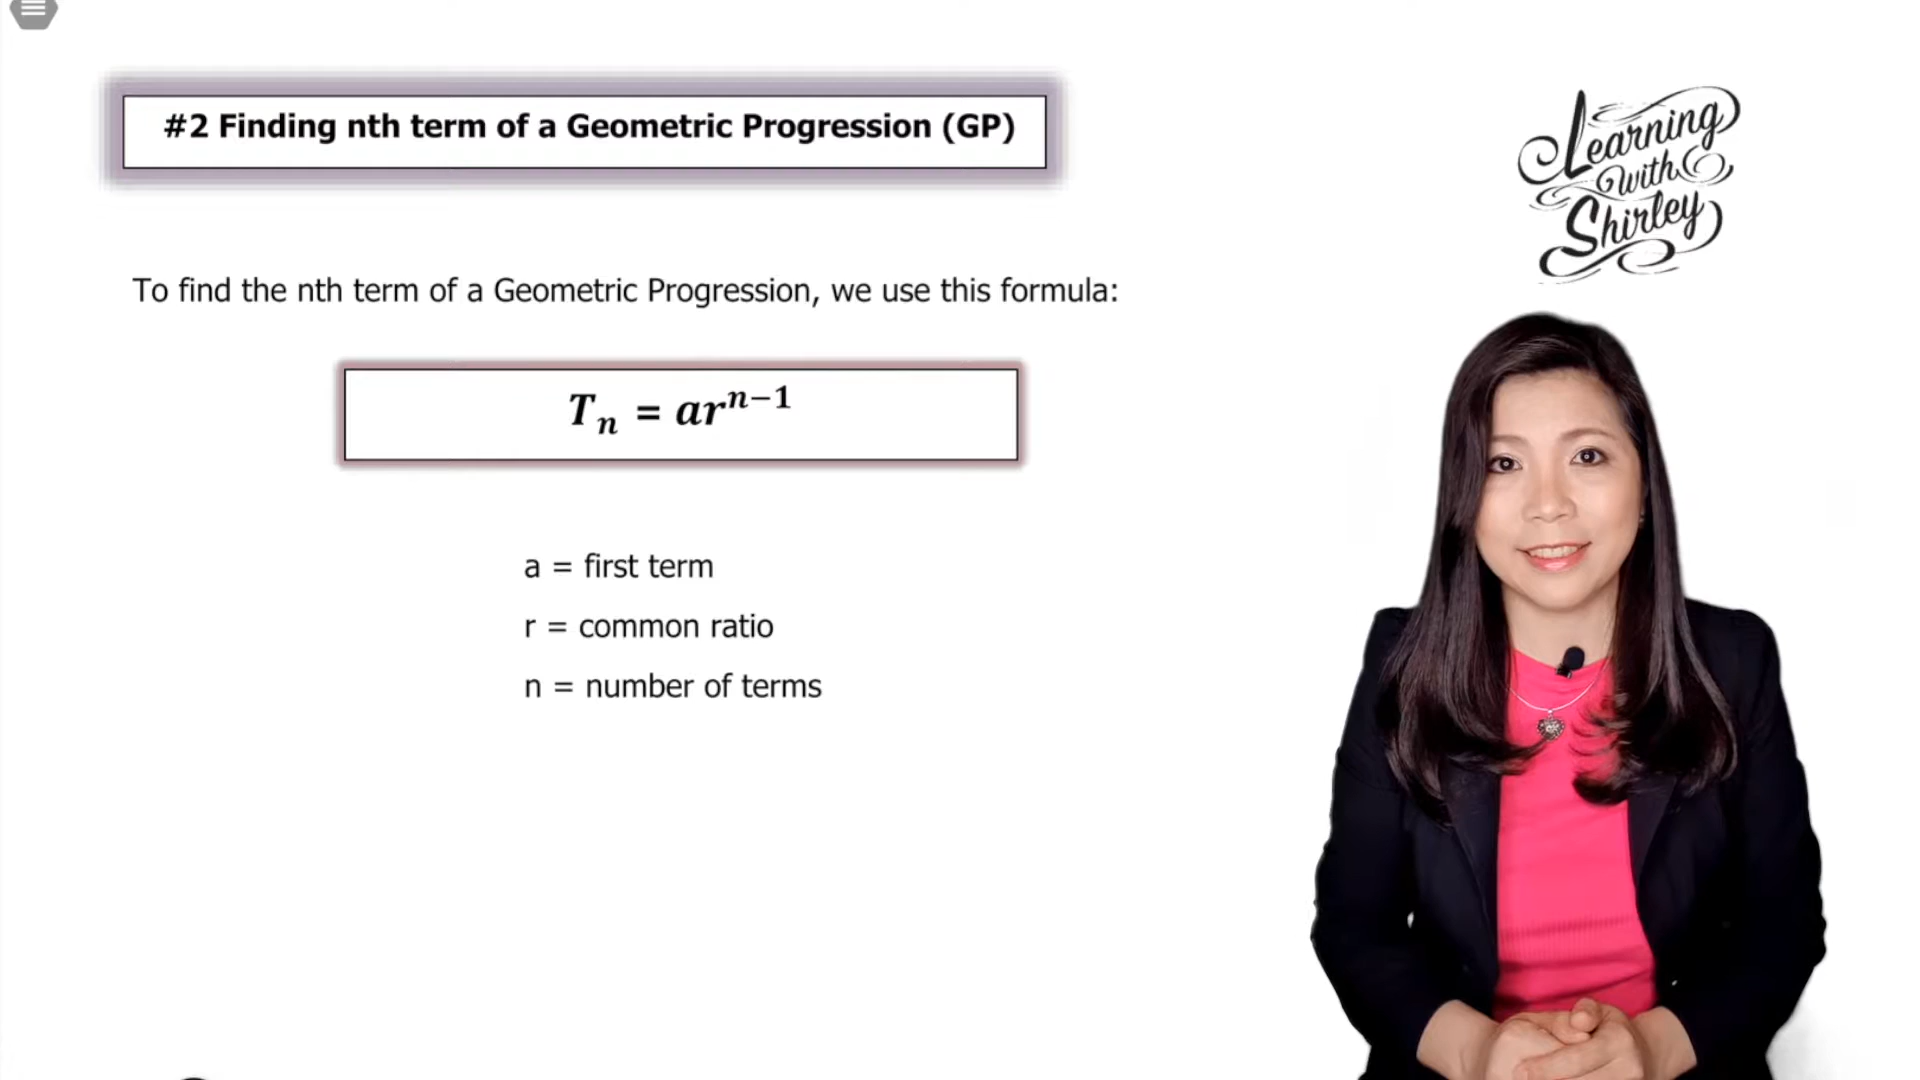 #2 Finding nth term of a Geometric Progression (GP)
Learning
with
Shirley
To find the nth term of a Geometric Progression, we use this formula:
Tₙ = arⁿ⁻¹
a = first term
r = common ratio
n = number of terms